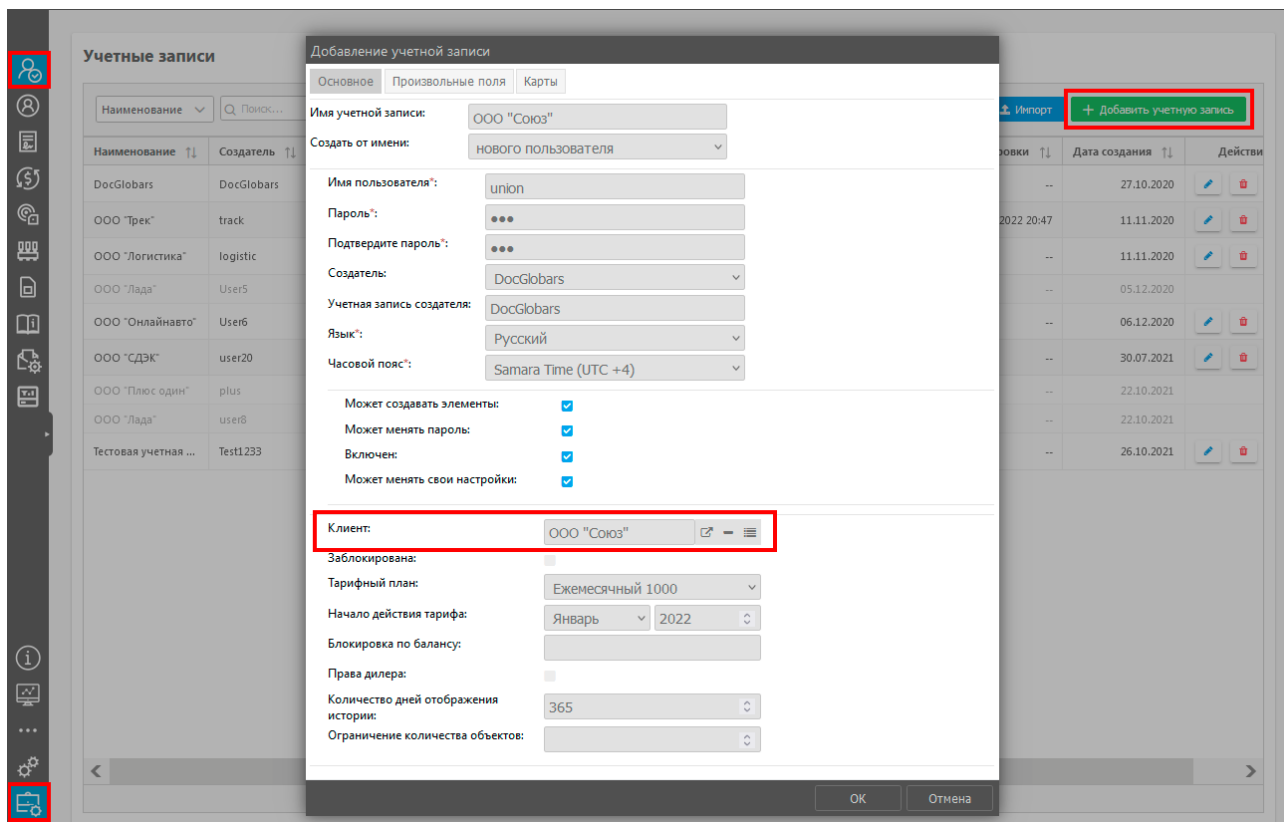 Учетные записи
Наименование
Поиск...
Импорт
+ Добавить учетную запись
Наименование Создатель овки Дата создания Действи
DocGlobars DocGlobars -- 27.10.2020
ООО "Трек" track 2022 20:47 11.11.2020
ООО "Логистика" logistic -- 11.11.2020
ООО "Лада" User5 -- 05.12.2020
ООО "Онлайнавто" User6 -- 06.12.2020
ООО "СДЭК" user20 -- 30.07.2021
ООО "Плюс один" plus -- 22.10.2021
ООО "Лада" user8 -- 22.10.2021
Тестовая учетная ... Test1233 -- 26.10.2021
Добавление учетной записи
Основное Произвольные поля Карты
Имя учетной записи: ООО "Союз"
Создать от имени: нового пользователя
Имя пользователя*: union
Пароль*: •••
Подтвердите пароль*: •••
Создатель: DocGlobars
Учетная запись создателя: DocGlobars
Язык*: Русский
Часовой пояс*: Samara Time (UTC +4)
Может создавать элементы:
Может менять пароль:
Включен:
Может менять свои настройки:
Клиент: ООО "Союз"
Заблокирована:
Тарифный план: Ежемесячный 1000
Начало действия тарифа: Январь 2022
Блокировка по балансу:
Права дилера:
Количество дней отображения
истории: 365
Ограничение количества объектов:
ОК Отмена